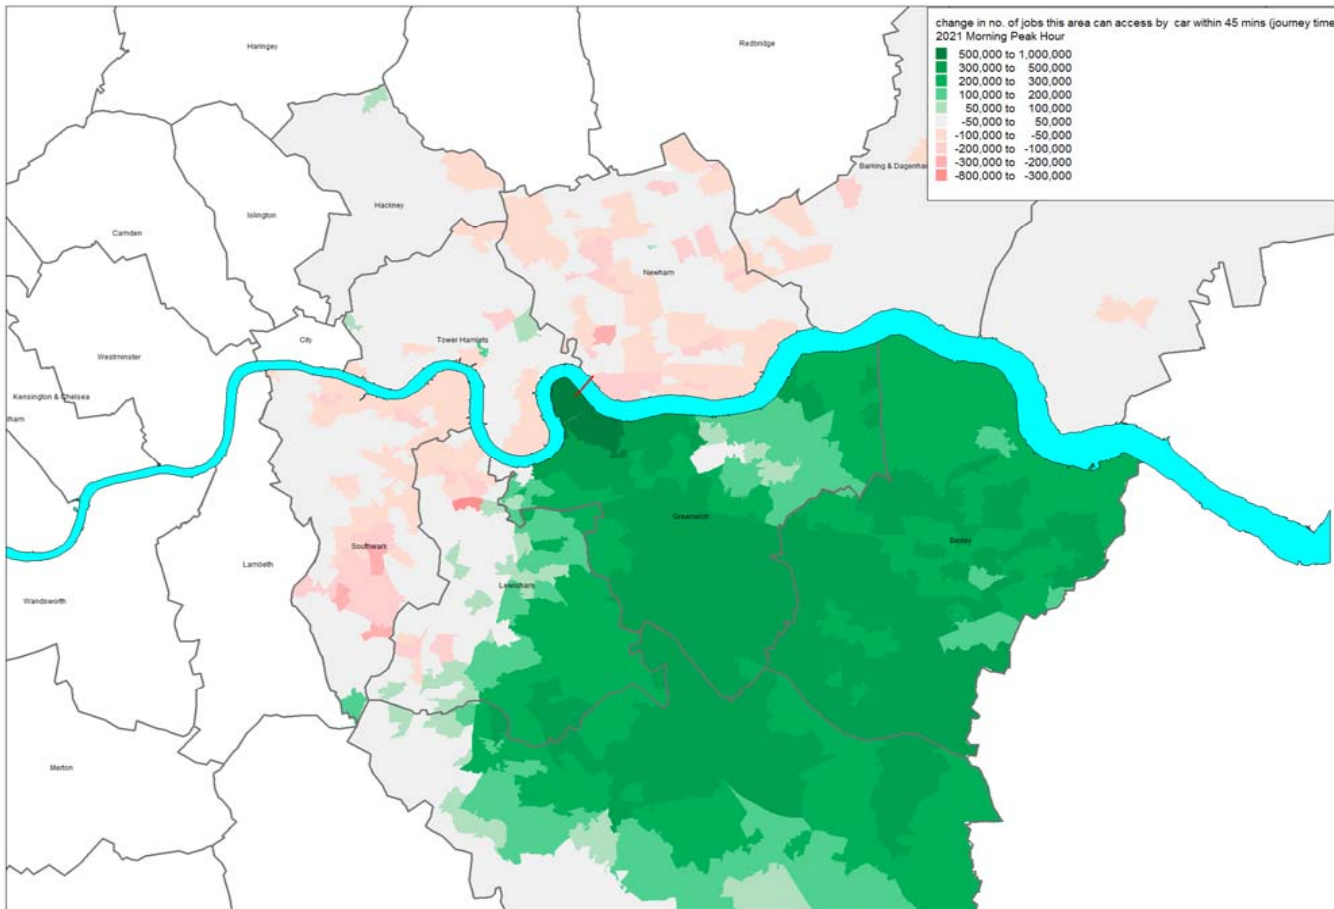 change in no. of jobs this area can access by car within 45 mins (journey time
2021 Morning Peak Hour
500,000 to 1,000,000
300,000 to 500,000
200,000 to 300,000
100,000 to 200,000
50,000 to 100,000
-50,000 to 50,000
-100,000 to -50,000
-200,000 to -100,000
-300,000 to -200,000
-800,000 to -300,000
Haringey
Redbridge
Barking & Dagenham
Hackney
Islington
Camden
Newham
Tower Hamlets
City
Westminster
Kensington & Chelsea
ham
Greenwich
Southwark
Bexley
Lambeth
Lewisham
Wandsworth
Merton